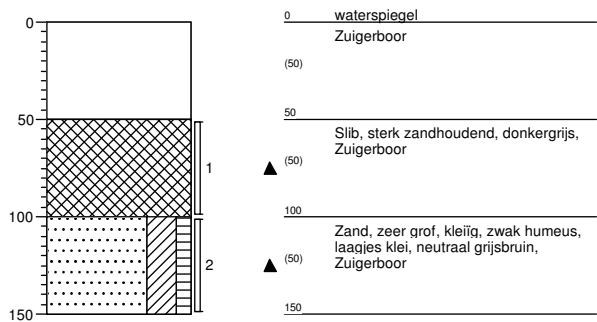 0
50
100
150
1
2
0 waterspiegel
Zuigerboor
(50)
50
Slib, sterk zandhoudend, donkergrijs,
Zuigerboor
(50)
100
Zand, zeer grof, kleiïg, zwak humeus,
laagjes klei, neutraal grijsbruin,
Zuigerboor
(50)
150